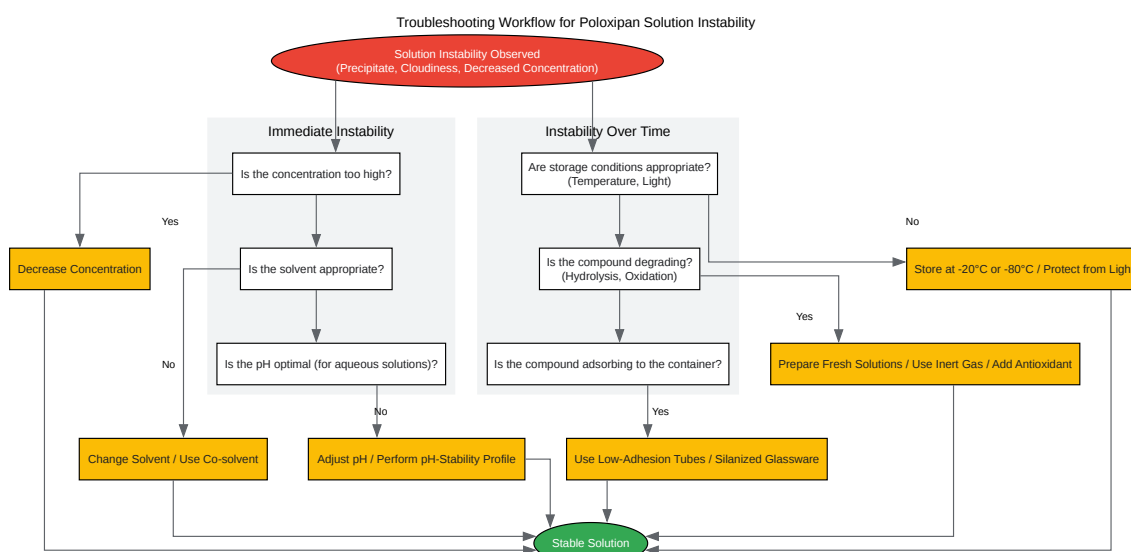 Troubleshooting Workflow for Poloxipan Solution Instability
Solution Instability Observed
(Precipitate, Cloudiness, Decreased Concentration)
Immediate Instability
Instability Over Time
Is the concentration too high?
Are storage conditions appropriate?
(Temperature, Light)
Yes
No
Decrease Concentration
Is the solvent appropriate?
Is the compound degrading?
(Hydrolysis, Oxidation)
Store at -20°C or -80°C / Protect from Ligh
Yes
No
Is the pH optimal (for aqueous solutions)?
Is the compound adsorbing to the container?
Prepare Fresh Solutions / Use Inert Gas / Add Antioxidant
No
Yes
Change Solvent / Use Co-solvent
Adjust pH / Perform pH-Stability Profile
Use Low-Adhesion Tubes / Silanized Glassware
Stable Solution